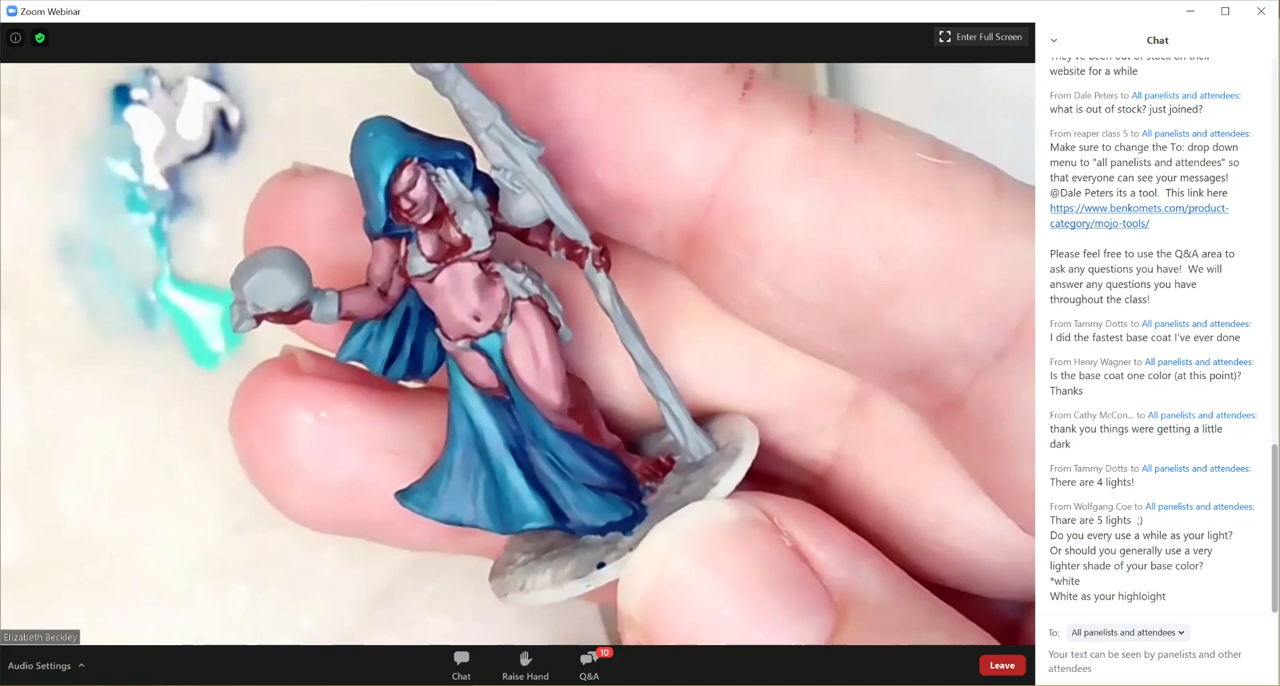 Zoom Webinar
Enter Full Screen
Chat
They've been out of stock on their
website for a while
From Dale Peters to All panelists and attendees:
what is out of stock? just joined?
From reaper class 5 to All panelists and attendees:
Make sure to change the To: drop down
menu to "all panelists and attendees" so
that everyone can see your messages!
@Dale Peters its a tool.  This link here
https://www.benkomets.com/product-
category/mojo-tools/
Please feel free to use the Q&A area to
ask any questions you have!  We will
answer any questions you have
throughout the class!
From Tammy Dotts to All panelists and attendees:
I did the fastest base coat I've ever done
From Henry Wagner to All panelists and attendees:
Is the base coat one color (at this point)?
Thanks
From Cathy McCon... to All panelists and attendees:
thank you things were getting a little
dark
From Tammy Dotts to All panelists and attendees:
There are 4 lights!
From Wolfgang Coe to All panelists and attendees:
Thare are 5 lights  ;)
Do you every use a while as your light?
Or should you generally use a very
lighter shade of your base color?
*white
White as your highloight
To: All panelists and attendees
Your text can be seen by panelists and other
attendees
Elizabeth Beckley
Audio Settings
Chat
Raise Hand
10
Q&A
Leave